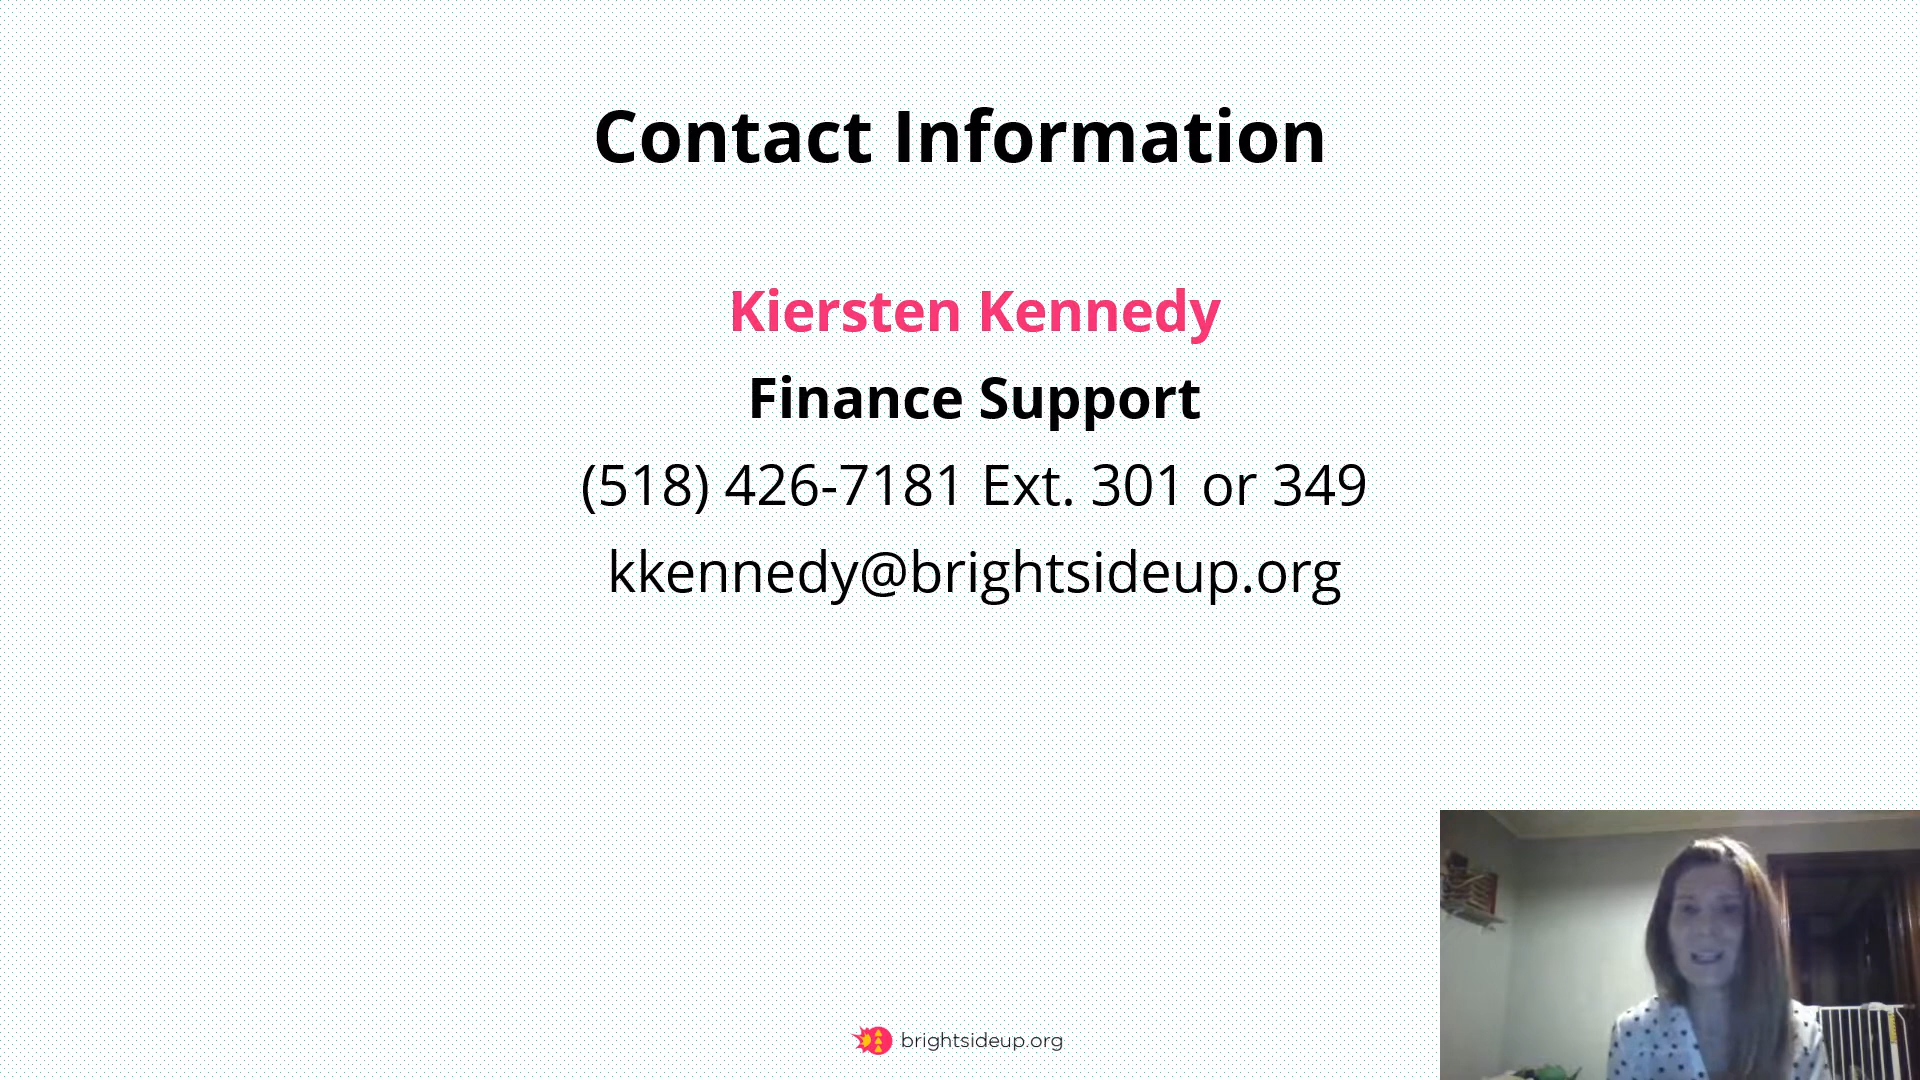 Contact Information
Kiersten Kennedy
Finance Support
(518) 426-7181 Ext. 301 or 349
kkennedy@brightsideup.org
brightsideup.org